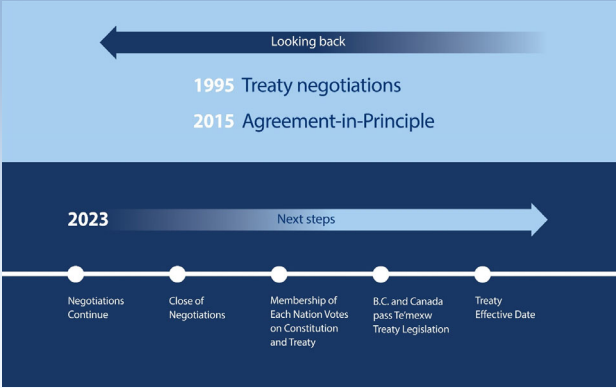 Looking back
1995 Treaty negotiations
2015 Agreement-in-Principle
2023
Next steps
Negotiations
Continue
Close of
Negotiations
Membership of
Each Nation Votes
on Constitution
and Treaty
B.C. and Canada
pass Te'mexw
Treaty Legislation
Treaty
Effective Date